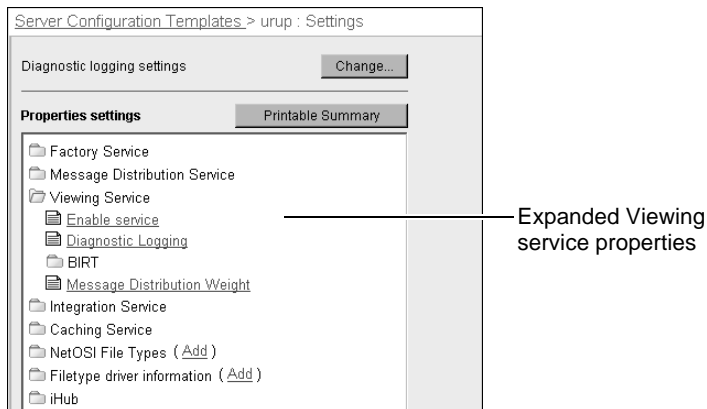 Server Configuration Templates > urup : Settings
Diagnostic logging settings
Change...
Properties settings
Printable Summary
Factory Service
Message Distribution Service
Viewing Service
Enable service
Diagnostic Logging
BIRT
Message Distribution Weight
Integration Service
Caching Service
NetOSI File Types ( Add )
Filetype driver information ( Add )
iHub
Expanded Viewing
service properties